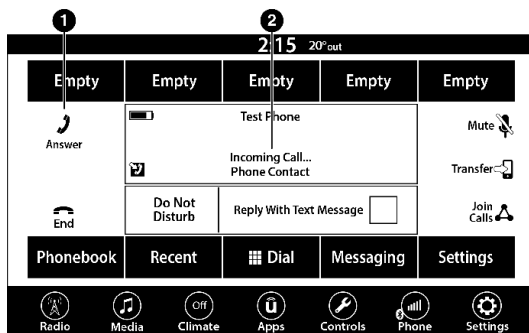 1 2
2:15 20°out
Empty Empty Empty Empty Empty
Test Phone
Answer
Mute
Incoming Call...
Phone Contact
Transfer
End
Do Not
Disturb
Reply With Text Message
Join
Calls
Phonebook Recent Dial Messaging Settings
Off
û
Radio Media Climate Apps Controls Phone Settings